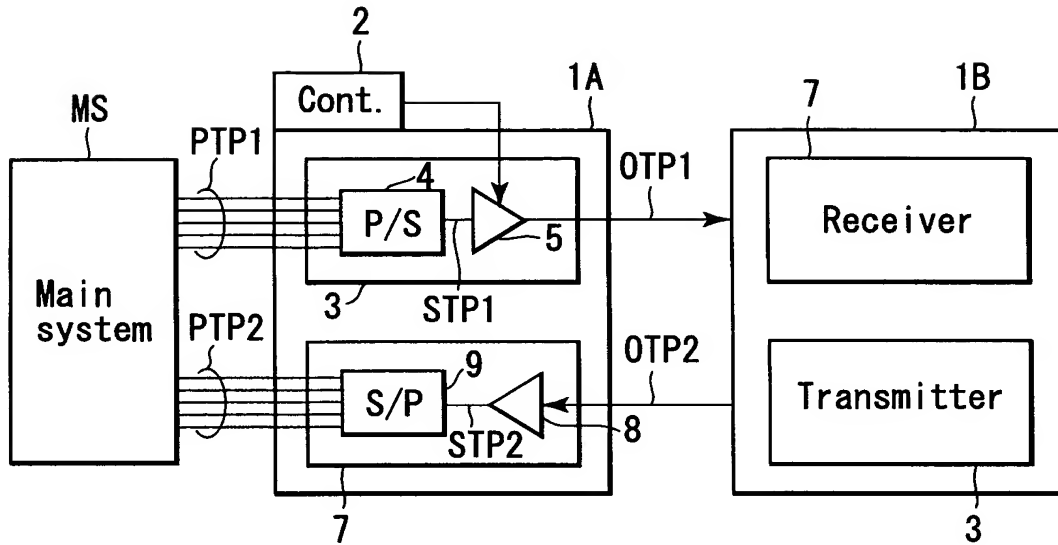 2
Cont.
1A
1B
MS
7
PTP1
4
OTP1
P/S
5
Receiver
3
STP1
Main
system
PTP2
9
OTP2
S/P
STP2
8
Transmitter
7
3